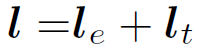 l = l_e + l_t